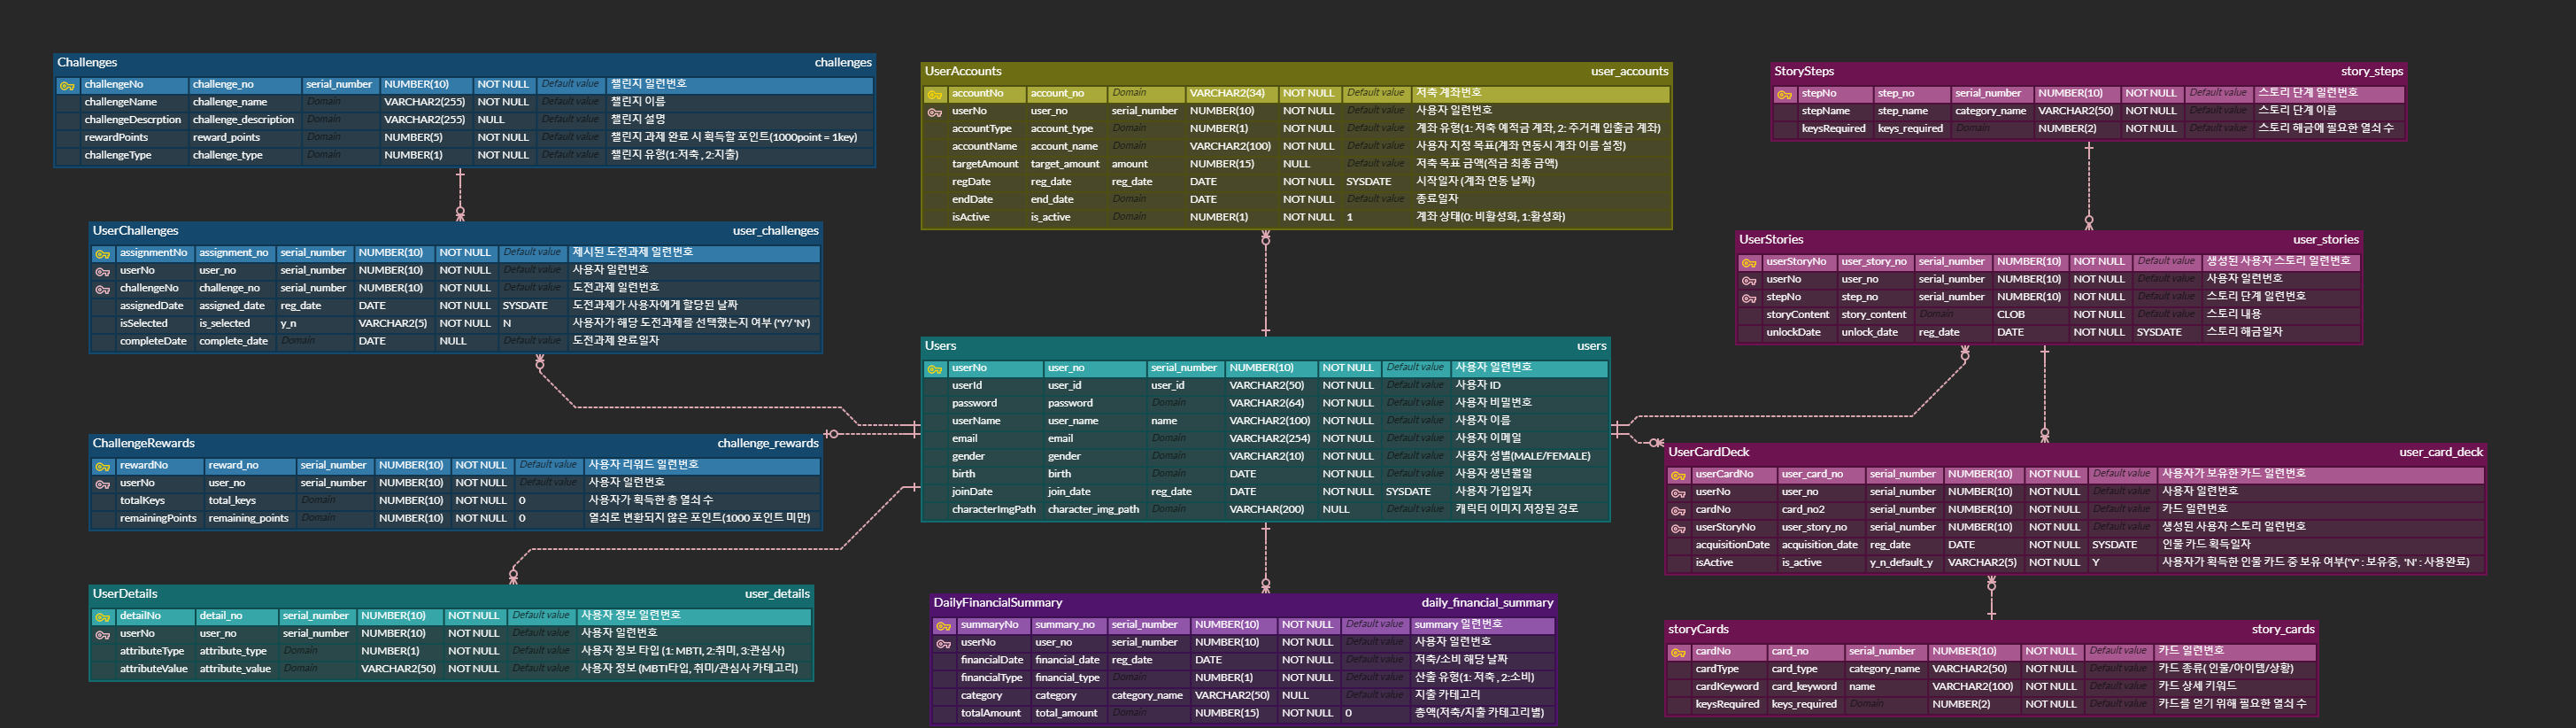 Challenges challenges
challengeNo challenge_no serial_number NUMBER(10) NOT NULL Default value 챌린지 일련번호
challengeName challenge_name Domain VARCHAR2(255) NOT NULL Default value 챌린지 이름
challengeDescrption challenge_description Domain VARCHAR2(255) NULL Default value 챌린지 설명
rewardPoints reward_points Domain NUMBER(5) NOT NULL Default value 챌린지 과제 완료 시 획득할 포인트(1000point = 1key)
challengeType challenge_type Domain NUMBER(1) NOT NULL Default value 챌린지 유형(1:저축 , 2:지출)
UserAccounts user_accounts
accountNo account_no Domain VARCHAR2(34) NOT NULL Default value 저축 계좌번호
userNo user_no serial_number NUMBER(10) NOT NULL Default value 사용자 일련번호
accountType account_type Domain NUMBER(1) NOT NULL Default value 계좌 유형(1: 저축 예적금 계좌, 2: 주거래 입출금 계좌)
accountName account_name Domain VARCHAR2(100) NOT NULL Default value 사용자 지정 목표(계좌 연동시 계좌 이름 설정)
targetAmount target_amount amount NUMBER(15) NULL Default value 저축 목표 금액(적금 최종 금액)
regDate reg_date reg_date DATE NOT NULL SYSDATE 시작일자 (계좌 연동 날짜)
endDate end_date Domain DATE NOT NULL Default value 종료일자
isActive is_active Domain NUMBER(1) NOT NULL 1 계좌 상태(0: 비활성화, 1:활성화)
StorySteps story_steps
stepNo step_no serial_number NUMBER(10) NOT NULL Default value 스토리 단계 일련번호
stepName step_name category_name VARCHAR2(50) NOT NULL Default value 스토리 단계 이름
keysRequired keys_required Domain NUMBER(2) NOT NULL Default value 스토리 해금에 필요한 열쇠 수
UserChallenges user_challenges
assignmentNo assignment_no serial_number NUMBER(10) NOT NULL Default value 제시된 도전과제 일련번호
userNo user_no serial_number NUMBER(10) NOT NULL Default value 사용자 일련번호
challengeNo challenge_no serial_number NUMBER(10) NOT NULL Default value 도전과제 일련번호
assignedDate assigned_date reg_date DATE NOT NULL SYSDATE 도전과제가 사용자에게 할당된 날짜
isSelected is_selected y_n VARCHAR2(5) NOT NULL N 사용자가 해당 도전과제를 선택했는지 여부 ('Y'/ 'N')
completeDate complete_date Domain DATE NULL Default value 도전과제 완료일자
UserStories user_stories
userStoryNo user_story_no serial_number NUMBER(10) NOT NULL Default value 생성된 사용자 스토리 일련번호
userNo user_no serial_number NUMBER(10) NOT NULL Default value 사용자 일련번호
stepNo step_no serial_number NUMBER(10) NOT NULL Default value 스토리 단계 일련번호
storyContent story_content Domain CLOB NOT NULL Default value 스토리 내용
unlockDate unlock_date reg_date DATE NOT NULL SYSDATE 스토리 해금일자
Users users
userNo user_no serial_number NUMBER(10) NOT NULL Default value 사용자 일련번호
userId user_id user_id VARCHAR2(50) NOT NULL Default value 사용자 ID
password password Domain VARCHAR2(64) NOT NULL Default value 사용자 비밀번호
userName user_name name VARCHAR2(100) NOT NULL Default value 사용자 이름
email email Domain VARCHAR2(254) NOT NULL Default value 사용자 이메일
gender gender Domain VARCHAR2(10) NOT NULL Default value 사용자 성별(MALE/FEMALE)
birth birth Domain DATE NOT NULL Default value 사용자 생년월일
joinDate join_date reg_date DATE NOT NULL SYSDATE 사용자 가입일자
characterImgPath character_img_path Domain VARCHAR(200) NULL Default value 캐릭터 이미지 저장된 경로
ChallengeRewards challenge_rewards
rewardNo reward_no serial_number NUMBER(10) NOT NULL Default value 사용자 리워드 일련번호
userNo user_no serial_number NUMBER(10) NOT NULL Default value 사용자 일련번호
totalKeys total_keys Domain NUMBER(10) NOT NULL 0 사용자가 획득한 총 열쇠 수
remainingPoints remaining_points Domain NUMBER(10) NOT NULL 0 열쇠로 변환되지 않은 포인트(1000 포인트 미만)
UserCardDeck user_card_deck
userCardNo user_card_no serial_number NUMBER(10) NOT NULL Default value 사용자가 보유한 카드 일련번호
userNo user_no serial_number NUMBER(10) NOT NULL Default value 사용자 일련번호
cardNo card_no2 serial_number NUMBER(10) NOT NULL Default value 카드 일련번호
userStoryNo user_story_no serial_number NUMBER(10) NOT NULL Default value 생성된 사용자 스토리 일련번호
acquisitionDate acquisition_date reg_date DATE NOT NULL SYSDATE 인물 카드 획득일자
isActive is_active y_n_default_y VARCHAR2(5) NOT NULL Y 사용자가 획득한 인물 카드 중 보유 여부('Y' : 보유중, 'N' : 사용완료)
UserDetails user_details
detailNo detail_no serial_number NUMBER(10) NOT NULL Default value 사용자 정보 일련번호
userNo user_no serial_number NUMBER(10) NOT NULL Default value 사용자 일련번호
attributeType attribute_type Domain NUMBER(1) NOT NULL Default value 사용자 정보 타입 (1: MBTI, 2:취미, 3:관심사)
attributeValue attribute_value Domain VARCHAR2(50) NOT NULL Default value 사용자 정보 (MBTI타입, 취미/관심사 카테고리)
DailyFinancialSummary daily_financial_summary
summaryNo summary_no serial_number NUMBER(10) NOT NULL Default value summary 일련번호
userNo user_no serial_number NUMBER(10) NOT NULL Default value 사용자 일련번호
financialDate financial_date reg_date DATE NOT NULL Default value 저축/소비 해당 날짜
financialType financial_type Domain NUMBER(1) NOT NULL Default value 산출 유형(1: 저축 , 2:소비)
category category category_name VARCHAR2(50) NULL Default value 지출 카테고리
totalAmount total_amount Domain NUMBER(15) NOT NULL 0 총액(저축/지출 카테고리별)
storyCards story_cards
cardNo card_no serial_number NUMBER(10) NOT NULL Default value 카드 일련번호
cardType card_type category_name VARCHAR2(50) NOT NULL Default value 카드 종류( 인물/아이템/상황)
cardKeyword card_keyword name VARCHAR2(100) NOT NULL Default value 카드 상세 키워드
keysRequired keys_required Domain NUMBER(2) NOT NULL Default value 카드를 얻기 위해 필요한 열쇠 수